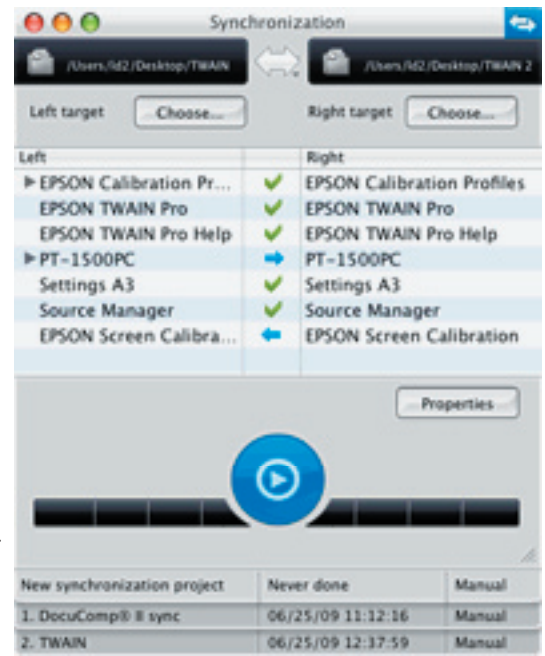 Synchronization
/Users/ld2/Desktop/TWAIN /Users/ld2/Desktop/TWAIN 2
Left target Choose... Right target Choose...
Left Right
EPSON Calibration Pr... EPSON Calibration Profiles
EPSON TWAIN Pro EPSON TWAIN Pro
EPSON TWAIN Pro Help EPSON TWAIN Pro Help
PT-1500PC PT-1500PC
Settings A3 Settings A3
Source Manager Source Manager
EPSON Screen Calibra... EPSON Screen Calibration
Properties
New synchronization project Never done Manual
1. DocuComp® II sync 06/25/09 11:12:16 Manual
2. TWAIN 06/25/09 12:37:59 Manual